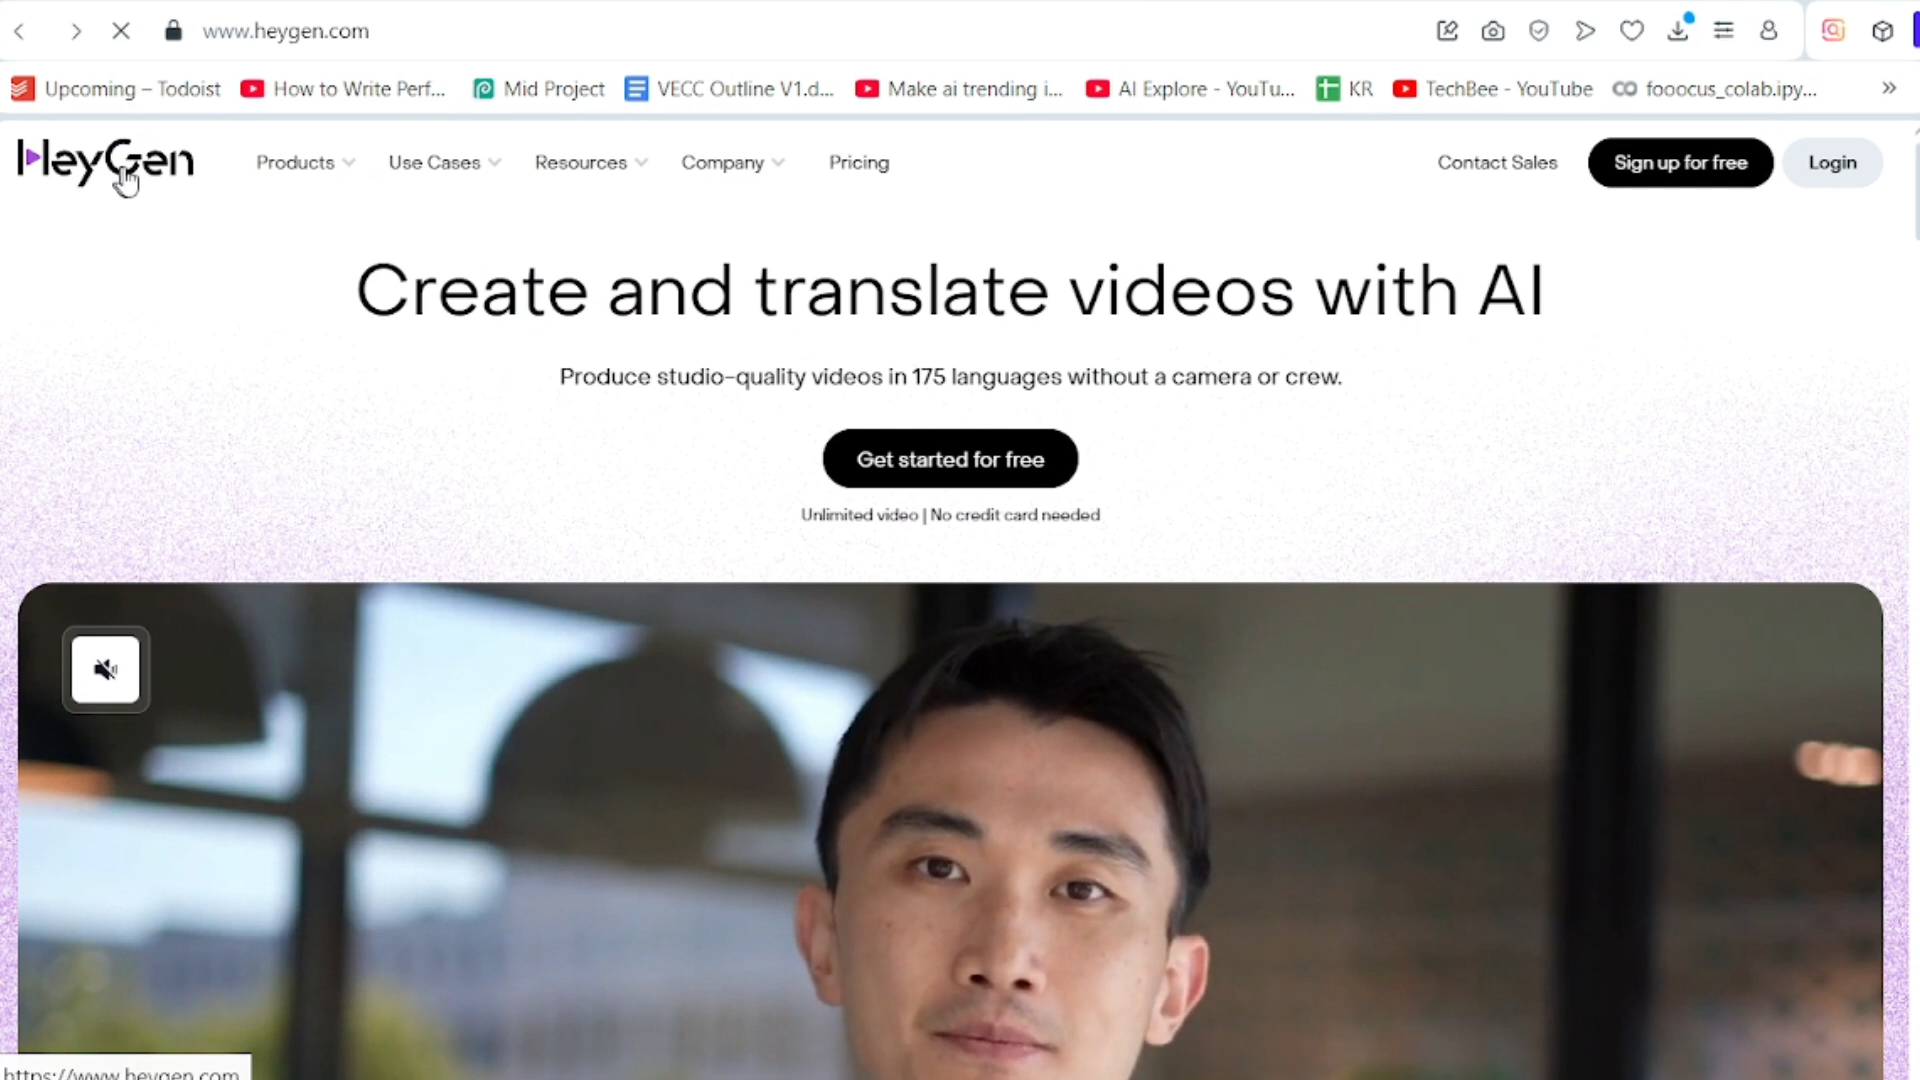 www.heygen.com
Upcoming – Todoist How to Write Perf... Mid Project VECC Outline V1.d... Make ai trending i... AI Explore - YouTu... KR TechBee - YouTube fooocus_colab.ipy... »
HeyGen Products Use Cases Resources Company Pricing Contact Sales Sign up for free Login
Create and translate videos with AI
Produce studio-quality videos in 175 languages without a camera or crew.
Get started for free
Unlimited video | No credit card needed
https://www.heygen.com